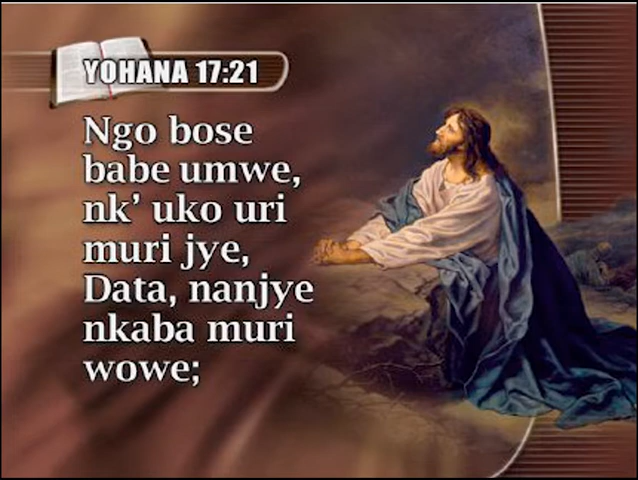 YOHANA 17:21
Ngo bose
babe umwe,
nk' uko uri
muri jye,
Data, nanjye
nkaba muri
wowe;